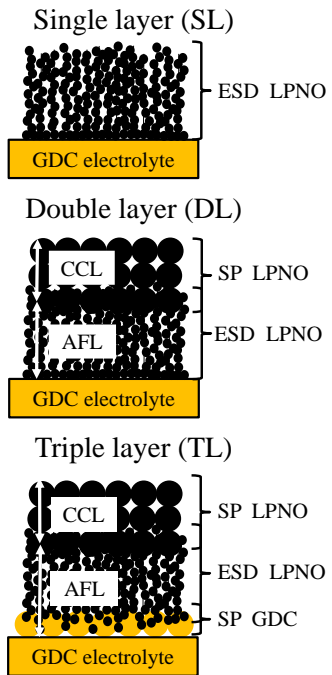 Single layer (SL)
ESD LPNO
GDC electrolyte
Double layer (DL)
CCL
SP LPNO
AFL
ESD LPNO
GDC electrolyte
Triple layer (TL)
CCL
SP LPNO
ESD LPNO
AFL
SP GDC
GDC electrolyte